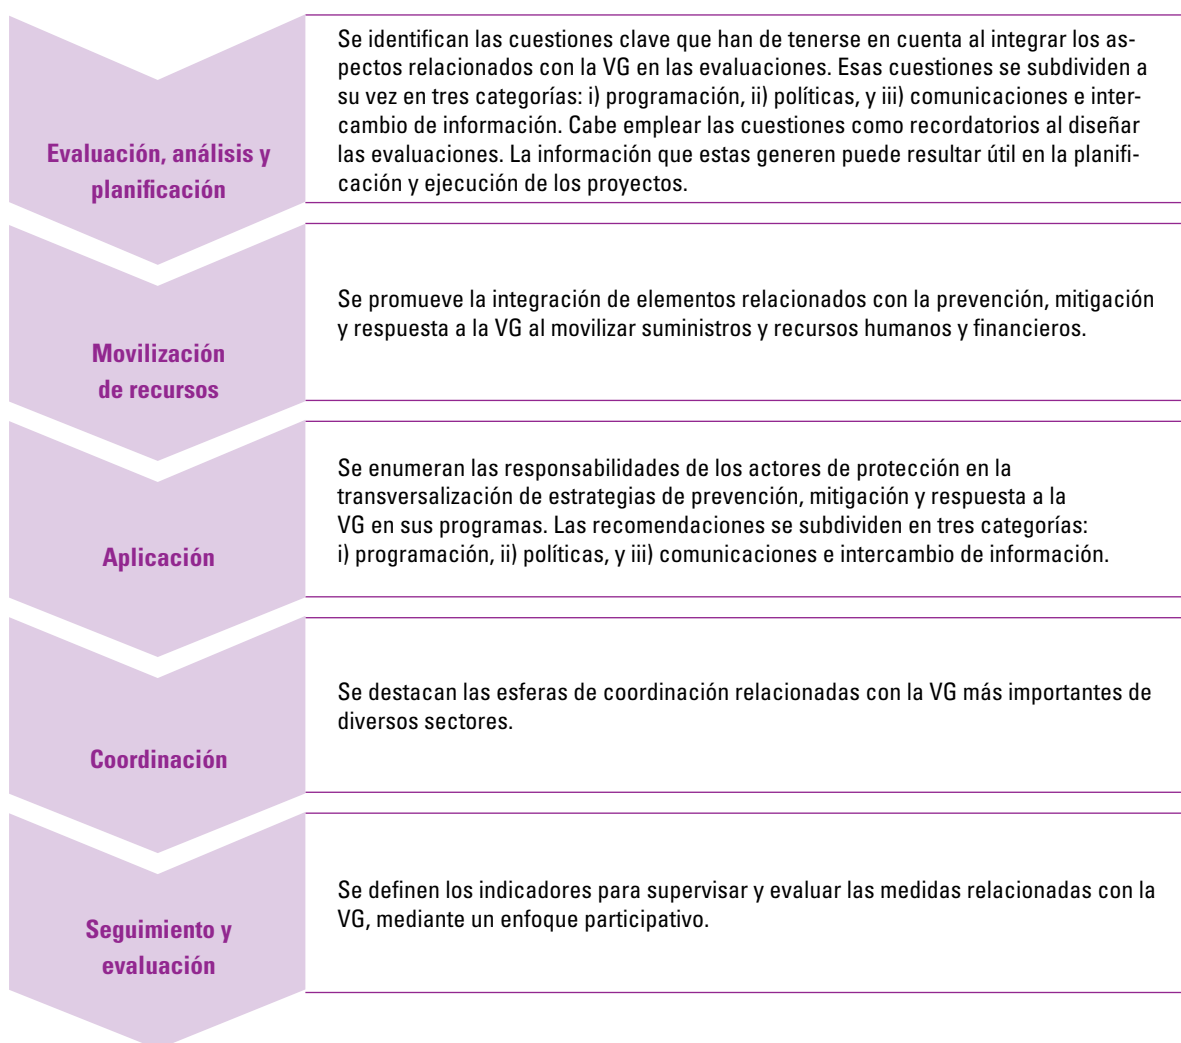 Evaluación, análisis y
planificación
Se identifican las cuestiones clave que han de tenerse en cuenta al integrar los as-
pectos relacionados con la VG en las evaluaciones. Esas cuestiones se subdividen a
su vez en tres categorías: i) programación, ii) políticas, y iii) comunicaciones e inter-
cambio de información. Cabe emplear las cuestiones como recordatorios al diseñar
las evaluaciones. La información que estas generen puede resultar útil en la planifi-
cación y ejecución de los proyectos.
Movilización
de recursos
Se promueve la integración de elementos relacionados con la prevención, mitigación
y respuesta a la VG al movilizar suministros y recursos humanos y financieros.
Aplicación
Se enumeran las responsabilidades de los actores de protección en la
transversalización de estrategias de prevención, mitigación y respuesta a la
VG en sus programas. Las recomendaciones se subdividen en tres categorías:
i) programación, ii) políticas, y iii) comunicaciones e intercambio de información.
Coordinación
Se destacan las esferas de coordinación relacionadas con la VG más importantes de
diversos sectores.
Seguimiento y
evaluación
Se definen los indicadores para supervisar y evaluar las medidas relacionadas con la
VG, mediante un enfoque participativo.